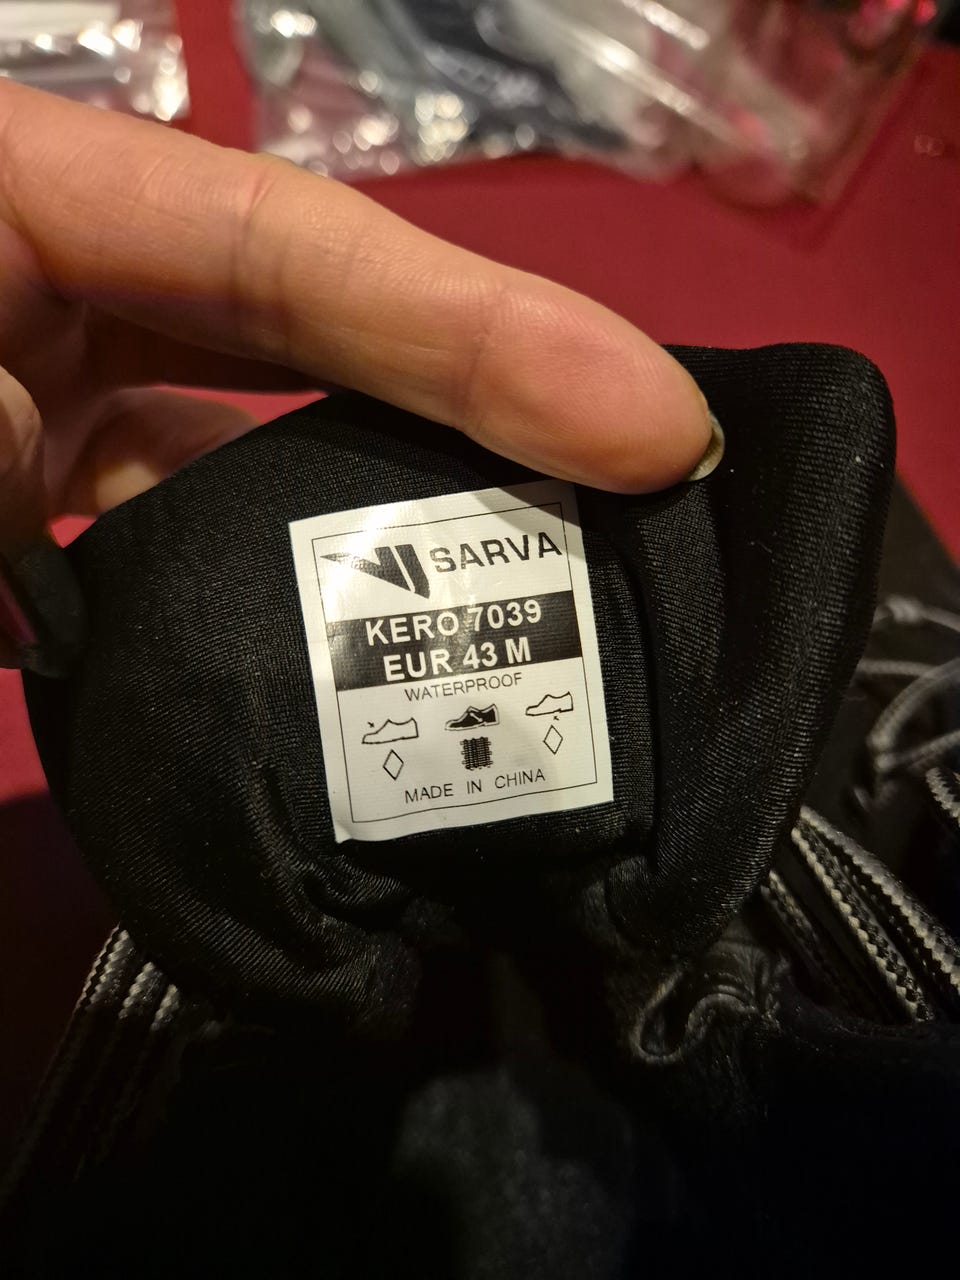 SARVA
KERO 7039
EUR 43 M
WATERPROOF
MADE IN CHINA